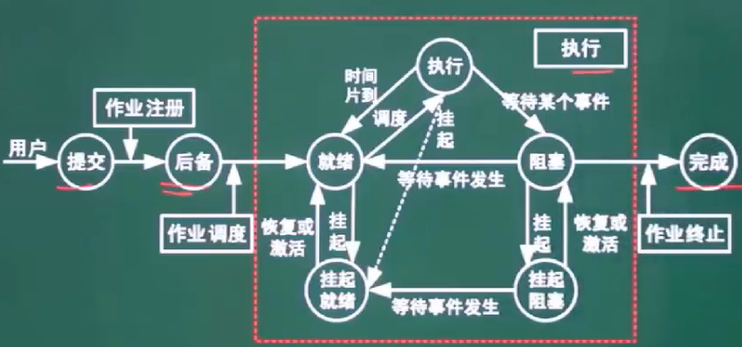 执行
执行
时间
片到
等待某个事件
作业注册
调度
挂
起
用户
提交
后备
就绪
阻塞
完成
等待事件发生
作业调度
恢复或
激活
挂
起
挂
起
恢复或
激活
作业终止
挂起
就绪
等待事件发生
挂起
阻塞